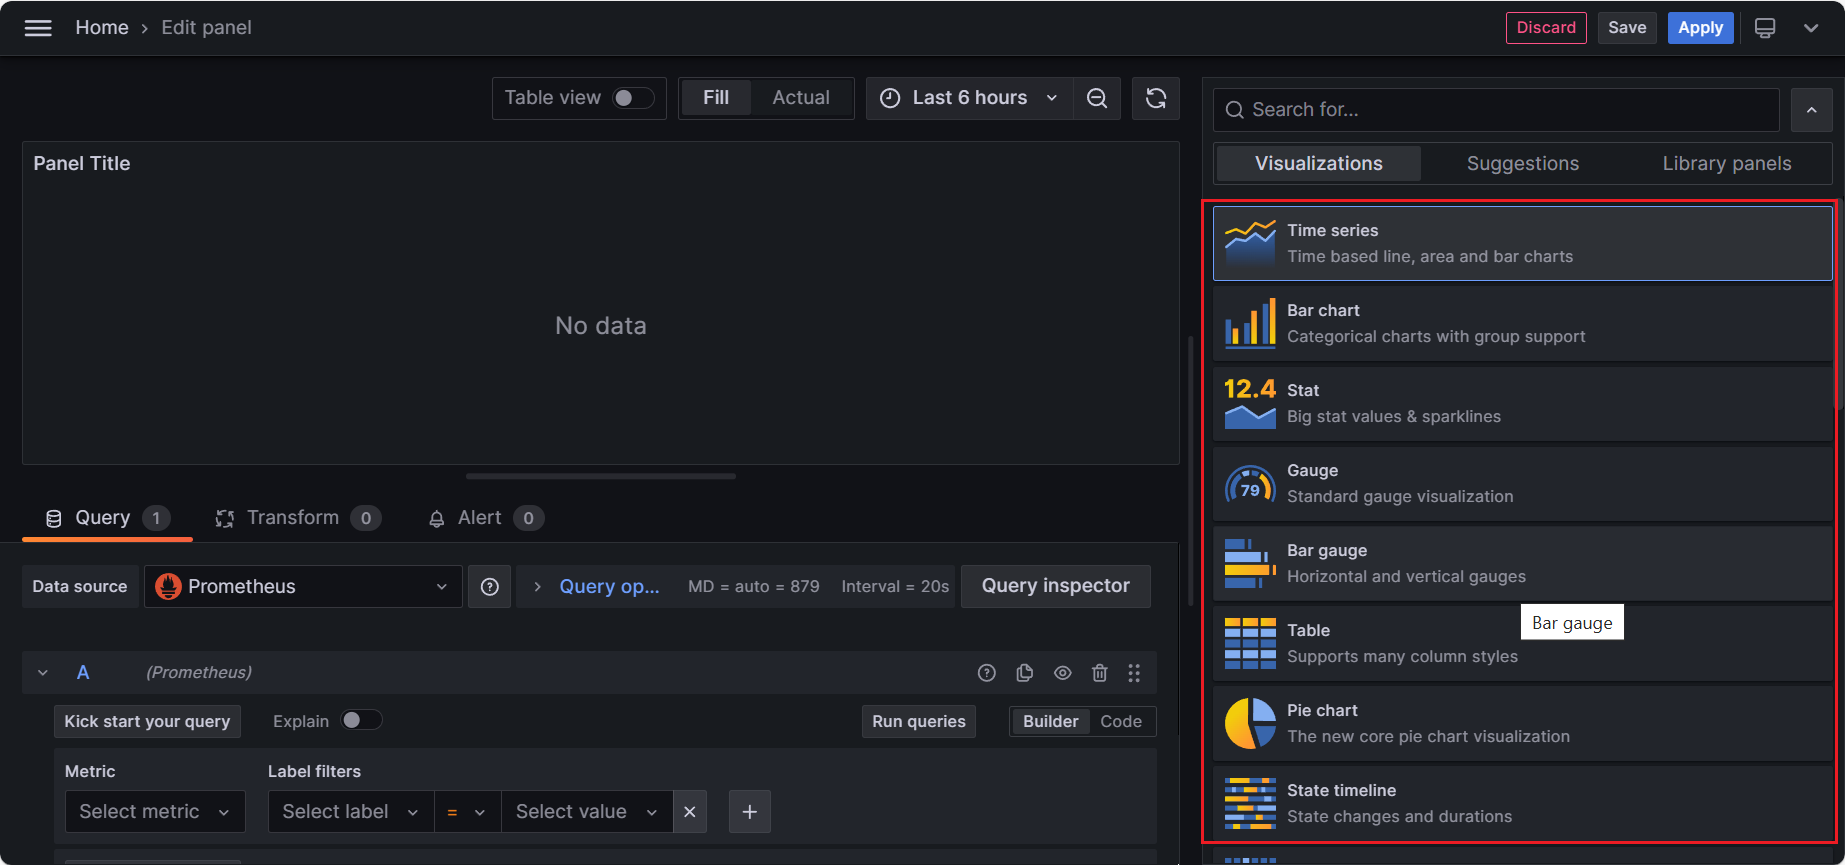 Home › Edit panel
Discard Save Apply
Table view Fill Actual Last 6 hours
Search for...
Visualizations Suggestions Library panels
Panel Title
No data
Time series
Time based line, area and bar charts
Bar chart
Categorical charts with group support
12.4 Stat
Big stat values & sparklines
Gauge
79 Standard gauge visualization
Bar gauge
Horizontal and vertical gauges
Bar gauge
Table
Supports many column styles
Pie chart
The new core pie chart visualization
State timeline
State changes and durations
Query 1 Transform 0 Alert 0
Data source Prometheus Query op... MD = auto = 879 Interval = 20s Query inspector
A (Prometheus)
Kick start your query Explain Run queries Builder Code
Metric Label filters
Select metric Select label = Select value